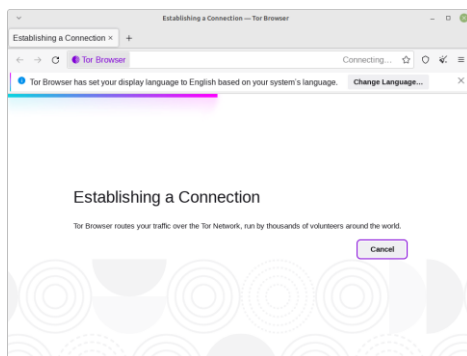 Establishing a Connection — Tor Browser
Establishing a Connection ×
Tor Browser
Connecting...
Tor Browser has set your display language to English based on your system's language.
Change Language...
Establishing a Connection
Tor Browser routes your traffic over the Tor Network, run by thousands of volunteers around the world.
Cancel